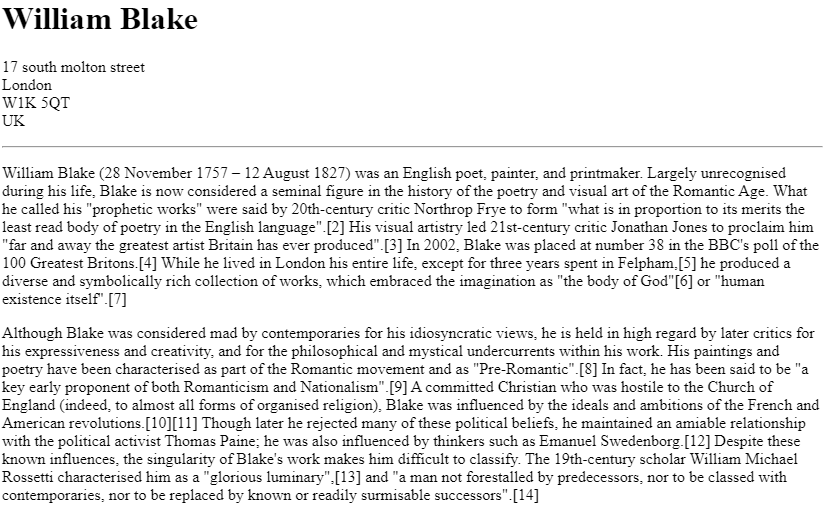 William Blake
17 south molton street
London
W1K 5QT
UK
William Blake (28 November 1757 – 12 August 1827) was an English poet, painter, and printmaker. Largely unrecognised
during his life, Blake is now considered a seminal figure in the history of the poetry and visual art of the Romantic Age. What
he called his "prophetic works" were said by 20th-century critic Northrop Frye to form "what is in proportion to its merits the
least read body of poetry in the English language".[2] His visual artistry led 21st-century critic Jonathan Jones to proclaim him
"far and away the greatest artist Britain has ever produced".[3] In 2002, Blake was placed at number 38 in the BBC's poll of the
100 Greatest Britons.[4] While he lived in London his entire life, except for three years spent in Felpham,[5] he produced a
diverse and symbolically rich collection of works, which embraced the imagination as "the body of God"[6] or "human
existence itself".[7]
Although Blake was considered mad by contemporaries for his idiosyncratic views, he is held in high regard by later critics for
his expressiveness and creativity, and for the philosophical and mystical undercurrents within his work. His paintings and
poetry have been characterised as part of the Romantic movement and as "Pre-Romantic".[8] In fact, he has been said to be "a
key early proponent of both Romanticism and Nationalism".[9] A committed Christian who was hostile to the Church of
England (indeed, to almost all forms of organised religion), Blake was influenced by the ideals and ambitions of the French and
American revolutions.[10][11] Though later he rejected many of these political beliefs, he maintained an amiable relationship
with the political activist Thomas Paine; he was also influenced by thinkers such as Emanuel Swedenborg.[12] Despite these
known influences, the singularity of Blake's work makes him difficult to classify. The 19th-century scholar William Michael
Rossetti characterised him as a "glorious luminary",[13] and "a man not forestalled by predecessors, nor to be classed with
contemporaries, nor to be replaced by known or readily surmisable successors".[14]